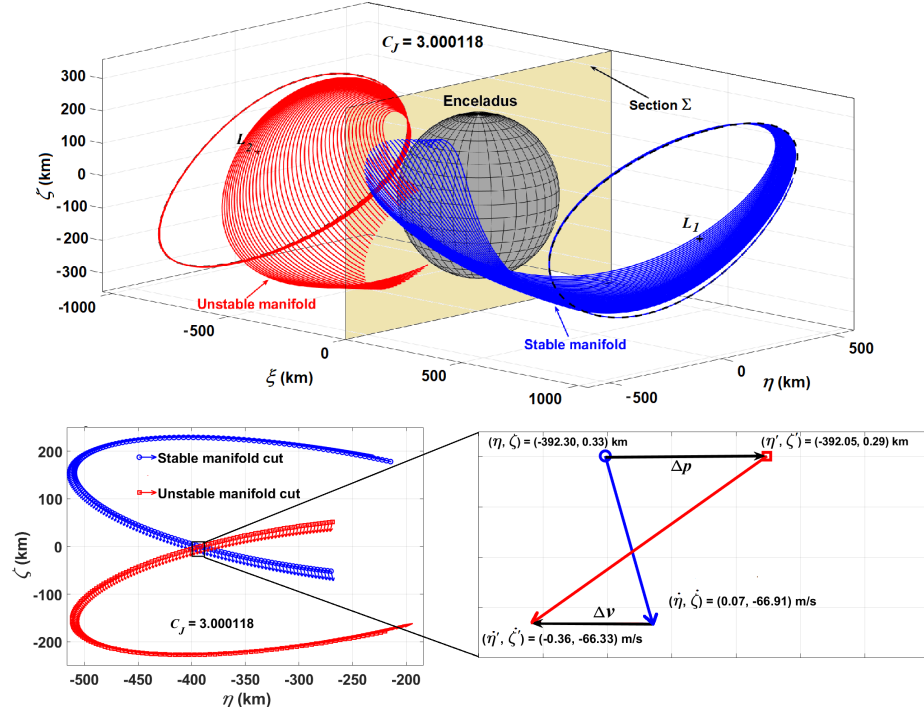 C_J = 3.000118
300
200
100
0
-100
-200
-300
ζ (km)
Section Σ
Enceladus
L_2
L_1
Unstable manifold
Stable manifold
-1000
-500
0
500
1000
ξ (km)
-500
0
500
η (km)
200
100
0
-100
-200
ζ (km)
Stable manifold cut
Unstable manifold cut
C_J = 3.000118
-500
-450
-400
-350
-300
-250
-200
η (km)
(η, ζ) = (-392.30, 0.33) km
(η′, ζ′) = (-392.05, 0.29) km
Δp
(η̇, ζ̇) = (0.07, -66.91) m/s
Δv
(η̇′, ζ̇′) = (-0.36, -66.33) m/s